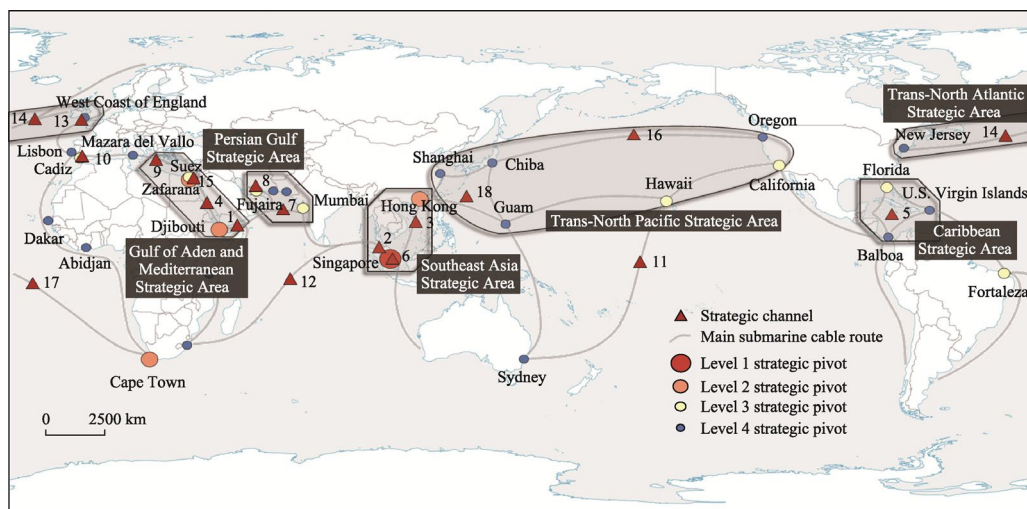 West Coast of England
14
13
Lisbon
Cadiz
10
Mazara del Vallo
9
Suez
15
Zafarana
4
Djibouti
1
Gulf of Aden and
Mediterranean
Strategic Area
Persian Gulf
Strategic Area
8
Fujaira
7
Mumbai
Dakar
Abidjan
17
12
Cape Town
0
2500 km
Shanghai
Chiba
18
Guam
Hong Kong
3
2
Singapore
6
Southeast Asia
Strategic Area
Sydney
16
Oregon
Hawaii
California
Trans-North Pacific Strategic Area
11
Trans-North Atlantic
Strategic Area
New Jersey
14
Florida
U.S. Virgin Islands
5
Caribbean
Strategic Area
Balboa
Fortaleza
Strategic channel
Main submarine cable route
Level 1 strategic pivot
Level 2 strategic pivot
Level 3 strategic pivot
Level 4 strategic pivot